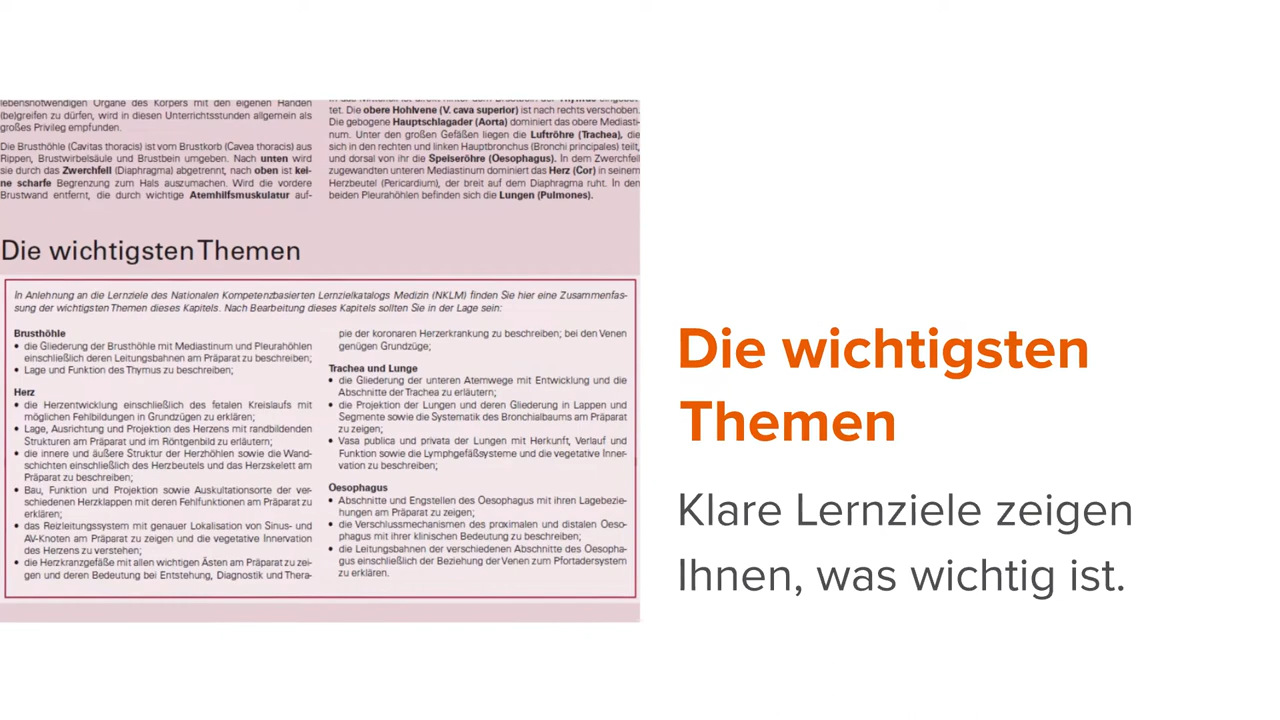 lebensnotwendigen Organe des Körpers mit den eigenen Händen
(be)greifen zu dürfen, wird in diesen Unterrichtsstunden allgemein als
großes Privileg empfunden.
Die Brusthöhle (Cavitas thoracis) ist vom Brustkorb (Cavea thoracis) aus
Rippen, Brustwirbelsäule und Brustbein umgeben. Nach unten wird
sie durch das Zwerchfell (Diaphragma) abgetrennt, nach oben ist kei-
ne scharfe Begrenzung zum Hals auszumachen. Wird die vordere
Brustwand entfernt, die durch wichtige Atemhilfsmuskulatur auf-
tet. Die obere Hohlvene (V. cava superior) ist nach rechts verschoben.
Die gebogene Hauptschlagader (Aorta) dominiert das obere Mediasti-
num. Unter den großen Gefäßen liegen die Luftröhre (Trachea), die
sich in den rechten und linken Hauptbronchus (Bronchi principales) teilt,
und dorsal von ihr die Speiseröhre (Oesophagus). In dem Zwerchfell
zugewandten unteren Mediastinum dominiert das Herz (Cor) in seinem
Herzbeutel (Pericardium), der breit auf dem Diaphragma ruht. In den
beiden Pleurahöhlen befinden sich die Lungen (Pulmones).
Die wichtigsten Themen
In Anlehnung an die Lernziele des Nationalen Kompetenzbasierten Lernzielkatalogs Medizin (NKLM) finden Sie hier eine Zusammenfas-
sung der wichtigsten Themen dieses Kapitels. Nach Bearbeitung dieses Kapitels sollten Sie in der Lage sein:
Brusthöhle
• die Gliederung der Brusthöhle mit Mediastinum und Pleurahöhlen
einschließlich deren Leitungsbahnen am Präparat zu beschreiben;
• Lage und Funktion des Thymus zu beschreiben;
Herz
• die Herzentwicklung einschließlich des fetalen Kreislaufs mit
möglichen Fehlbildungen in Grundzügen zu erklären;
• Lage, Ausrichtung und Projektion des Herzens mit randbildenden
Strukturen am Präparat und im Röntgenbild zu erläutern;
• die innere und äußere Struktur der Herzhöhlen sowie die Wand-
schichten einschließlich des Herzbeutels und das Herzskelett am
Präparat zu beschreiben;
• Bau, Funktion und Projektion sowie Auskultationsorte der ver-
schiedenen Herzklappen mit deren Fehlfunktionen am Präparat zu
erklären;
• das Reizleitungssystem mit genauer Lokalisation von Sinus- und
AV-Knoten am Präparat zu zeigen und die vegetative Innervation
des Herzens zu verstehen;
• die Herzkranzgefäße mit allen wichtigen Ästen am Präparat zu zei-
gen und deren Bedeutung bei Entstehung, Diagnostik und Thera-
pie der koronaren Herzerkrankung zu beschreiben; bei den Venen
genügen Grundzüge;
Trachea und Lunge
• die Gliederung der unteren Atemwege mit Entwicklung und die
Abschnitte der Trachea zu erläutern;
• die Projektion der Lungen und deren Gliederung in Lappen und
Segmente sowie die Systematik des Bronchialbaums am Präparat
zu zeigen;
• Vasa publica und privata der Lungen mit Herkunft, Verlauf und
Funktion sowie die Lymphgefäßsysteme und die vegetative Inner-
vation zu beschreiben;
Oesophagus
• Abschnitte und Engstellen des Oesophagus mit ihren Lagebezie-
hungen am Präparat zu zeigen;
• die Verschlussmechanismen des proximalen und distalen Oeso-
phagus mit ihrer klinischen Bedeutung zu beschreiben;
• die Leitungsbahnen der verschiedenen Abschnitte des Oesopha-
gus einschließlich der Beziehung der Venen zum Pfortadersystem
zu erklären.
Die wichtigsten
Themen
Klare Lernziele zeigen
Ihnen, was wichtig ist.